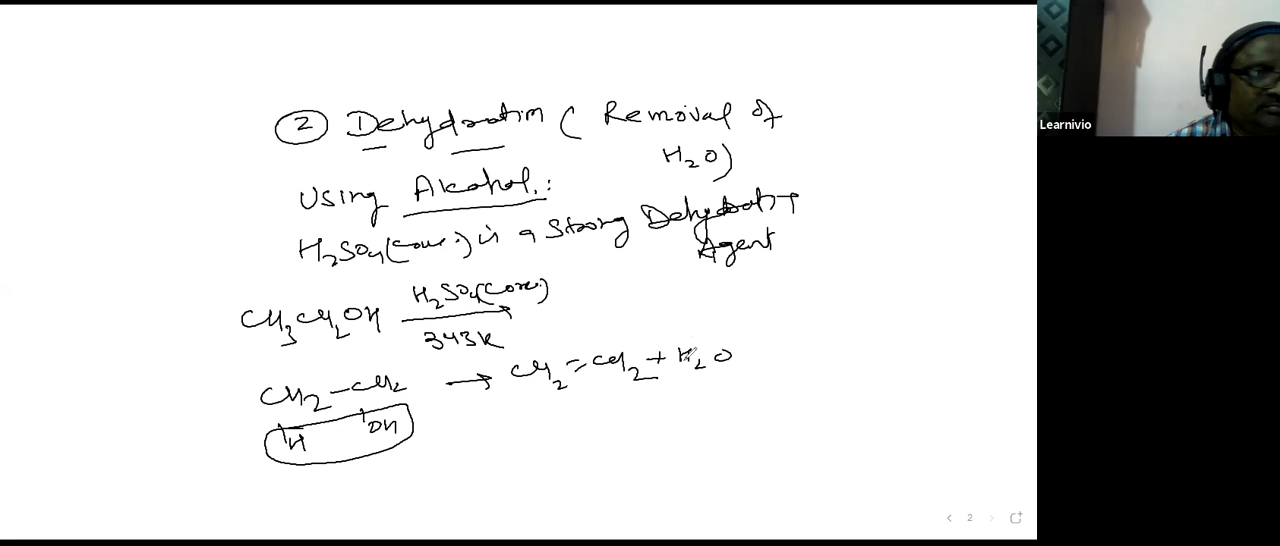 ② Dehydration ( Removal of
H₂O)
Using Alcohol :
H₂SO₄(conc.) is a strong Dehydrat
Agent
CH₃CH₂OH H₂SO₄(conc) →
343K
CH₂-CH₂ → CH₂=CH₂ + H₂O
H OH
Learnivio
2